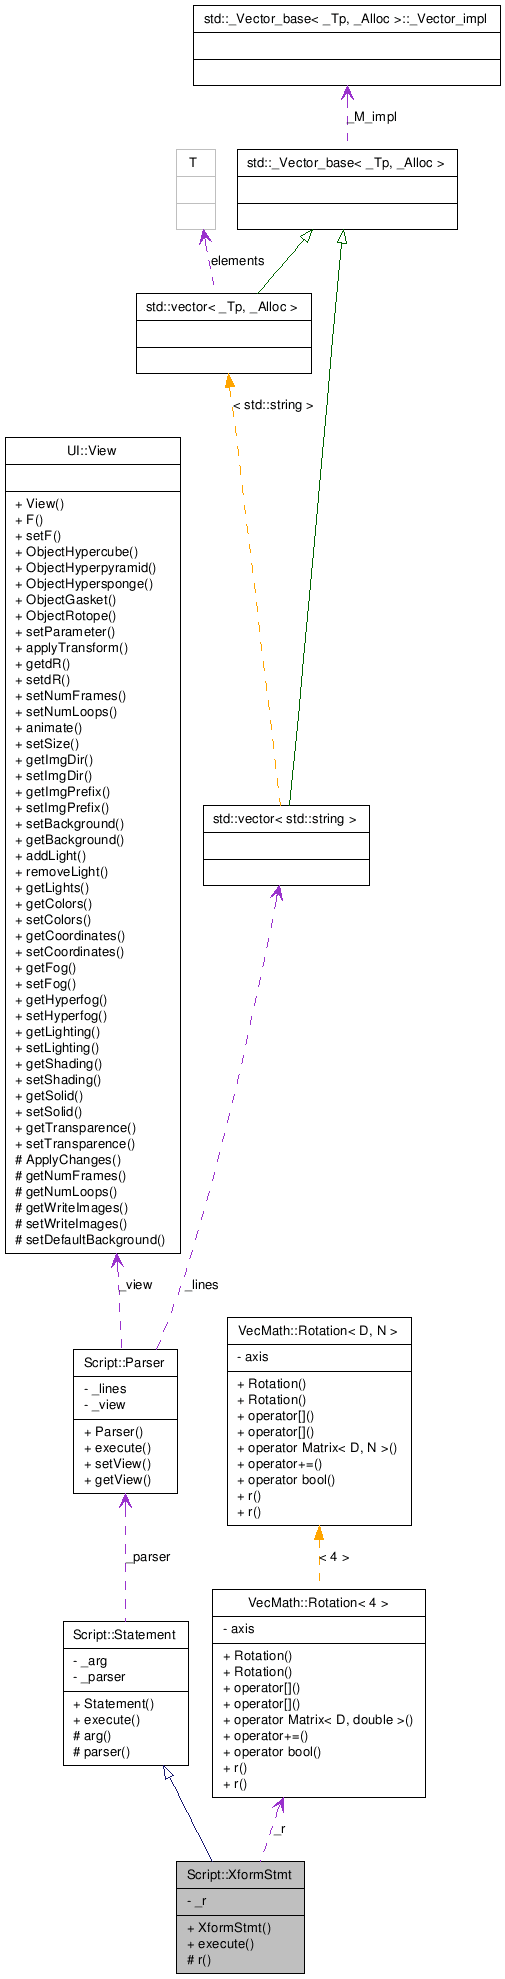 std::_Vector_base< _Tp, _Alloc >::_Vector_impl
_M_impl
T
std::_Vector_base< _Tp, _Alloc >
elements
std::vector< _Tp, _Alloc >
< std::string >
UI::View
+ View()
+ F()
+ setF()
+ ObjectHypercube()
+ ObjectHyperpyramid()
+ ObjectHypersponge()
+ ObjectGasket()
+ ObjectRotope()
+ setParameter()
+ applyTransform()
+ getdR()
+ setdR()
+ setNumFrames()
+ setNumLoops()
+ animate()
+ setSize()
+ getImgDir()
+ setImgDir()
+ getImgPrefix()
+ setImgPrefix()
+ setBackground()
+ getBackground()
+ addLight()
+ removeLight()
+ getLights()
+ getColors()
+ setColors()
+ getCoordinates()
+ setCoordinates()
+ getFog()
+ setFog()
+ getHyperfog()
+ setHyperfog()
+ getLighting()
+ setLighting()
+ getShading()
+ setShading()
+ getSolid()
+ setSolid()
+ getTransparence()
+ setTransparence()
# ApplyChanges()
# getNumFrames()
# getNumLoops()
# getWriteImages()
# setWriteImages()
# setDefaultBackground()
std::vector< std::string >
_view
_lines
Script::Parser
- _lines
- _view
+ Parser()
+ execute()
+ setView()
+ getView()
VecMath::Rotation< D, N >
- axis
+ Rotation()
+ Rotation()
+ operator[]()
+ operator[]()
+ operator Matrix< D, N >()
+ operator+=()
+ operator bool()
+ r()
+ r()
_parser
< 4 >
Script::Statement
- _arg
- _parser
+ Statement()
+ execute()
# arg()
# parser()
VecMath::Rotation< 4 >
- axis
+ Rotation()
+ Rotation()
+ operator[]()
+ operator[]()
+ operator Matrix< D, double >()
+ operator+=()
+ operator bool()
+ r()
+ r()
_r
Script::XformStmt
- _r
+ XformStmt()
+ execute()
# r()